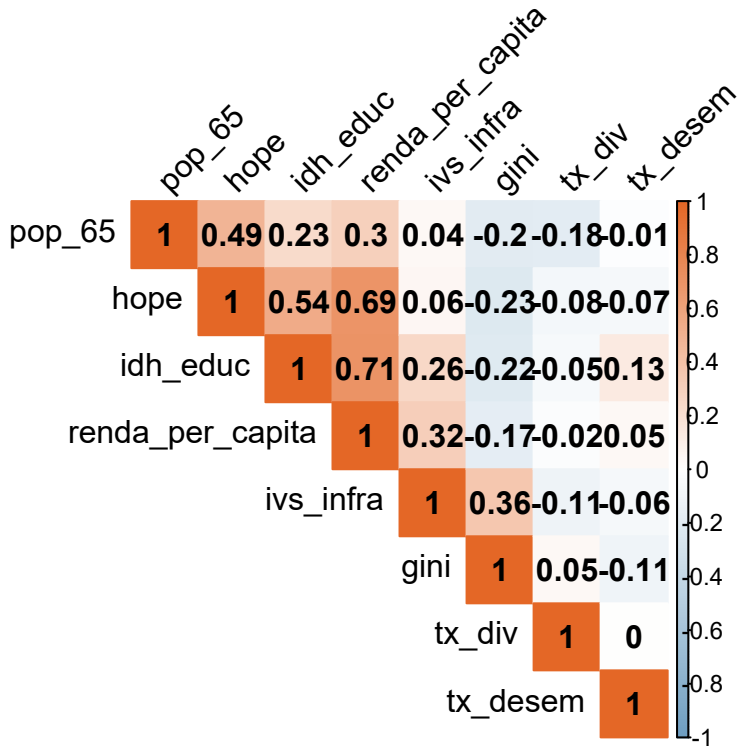 pop_65 hope idh_educ renda_per_capita ivs_infra gini tx_div tx_desem
pop_65 1 0.49 0.23 0.3 0.04 -0.2 -0.18 -0.01
hope 1 0.54 0.69 0.06 -0.23 -0.08 -0.07
idh_educ 1 0.71 0.26 -0.22 -0.05 0.13
renda_per_capita 1 0.32 -0.17 -0.02 0.05
ivs_infra 1 0.36 -0.11 -0.06
gini 1 0.05 -0.11
tx_div 1 0
tx_desem 1
1
0.8
0.6
0.4
0.2
0
-0.2
-0.4
-0.6
-0.8
-1